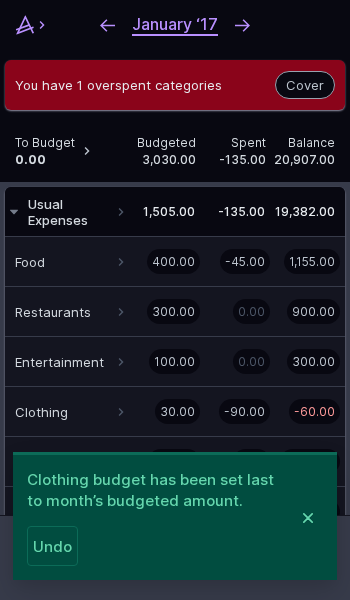 January ‘17
You have 1 overspent categories
Cover
To Budget
0.00
Budgeted
3,030.00
Spent
-135.00
Balance
20,907.00
Usual Expenses
1,505.00
-135.00
19,382.00
Food
400.00
-45.00
1,155.00
Restaurants
300.00
0.00
900.00
Entertainment
100.00
0.00
300.00
Clothing
30.00
-90.00
-60.00
Clothing budget has been set last
to month’s budgeted amount.
Undo